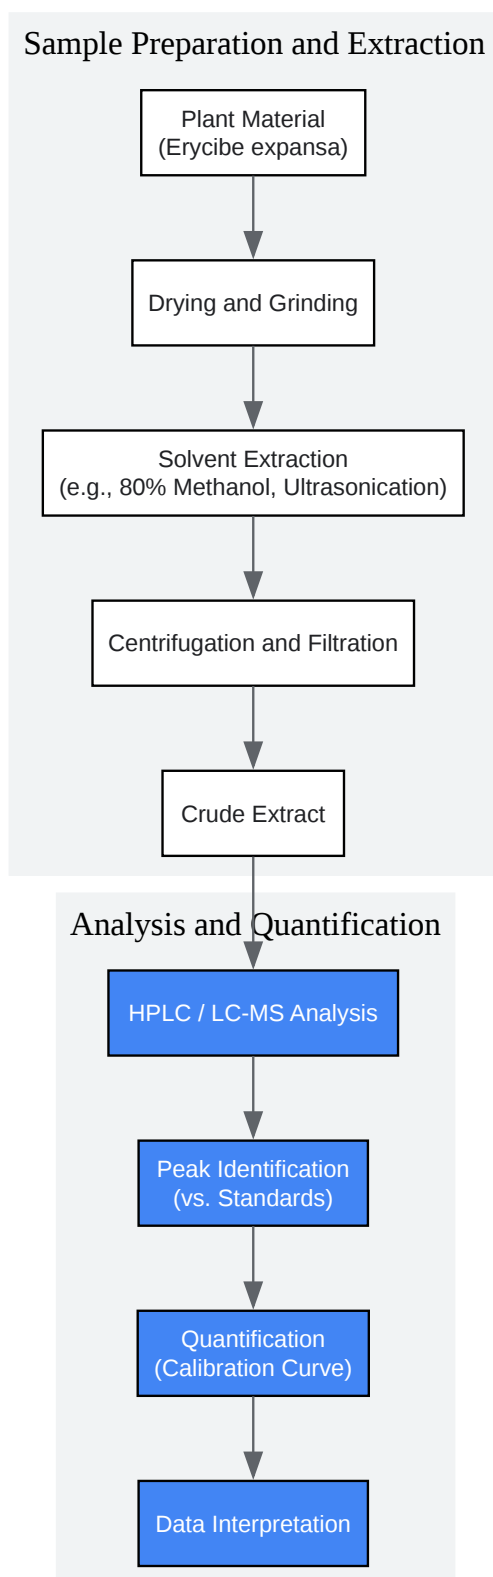 Sample Preparation and Extraction
Plant Material
(Erycibe expansa)
Drying and Grinding
Solvent Extraction
(e.g., 80% Methanol, Ultrasonication)
Centrifugation and Filtration
Crude Extract
Analysis and Quantification
HPLC / LC-MS Analysis
Peak Identification
(vs. Standards)
Quantification
(Calibration Curve)
Data Interpretation